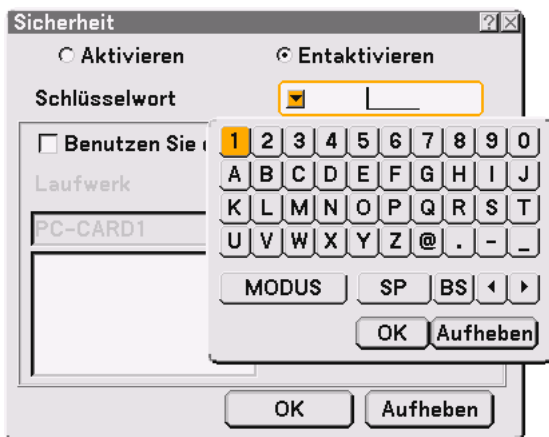 Sicherheit
Aktivieren Entaktivieren
Schlüsselwort
Benutzen Sie
Laufwerk
PC-CARD1
1 2 3 4 5 6 7 8 9 0
A B C D E F G H I J
K L M N O P Q R S T
U V W X Y Z @ . - _
MODUS SP BS
OK Aufheben
OK Aufheben